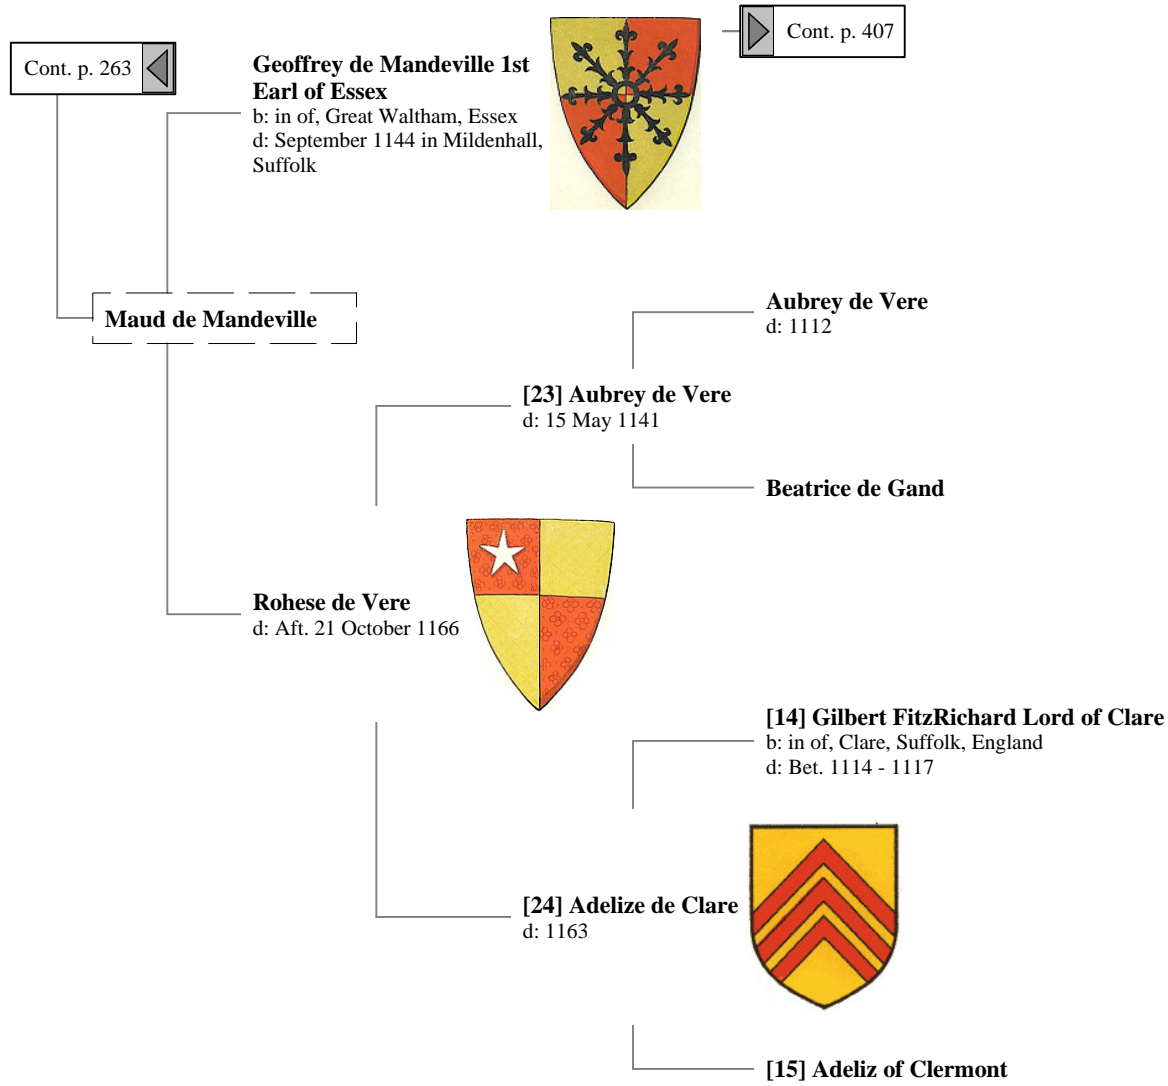 Cont. p. 263
Geoffrey de Mandeville 1st
Earl of Essex
b: in of, Great Waltham, Essex
d: September 1144 in Mildenhall,
Suffolk
Cont. p. 407
Maud de Mandeville
Aubrey de Vere
d: 1112
[23] Aubrey de Vere
d: 15 May 1141
Beatrice de Gand
Rohese de Vere
d: Aft. 21 October 1166
[14] Gilbert FitzRichard Lord of Clare
b: in of, Clare, Suffolk, England
d: Bet. 1114 - 1117
[24] Adelize de Clare
d: 1163
[15] Adeliz of Clermont